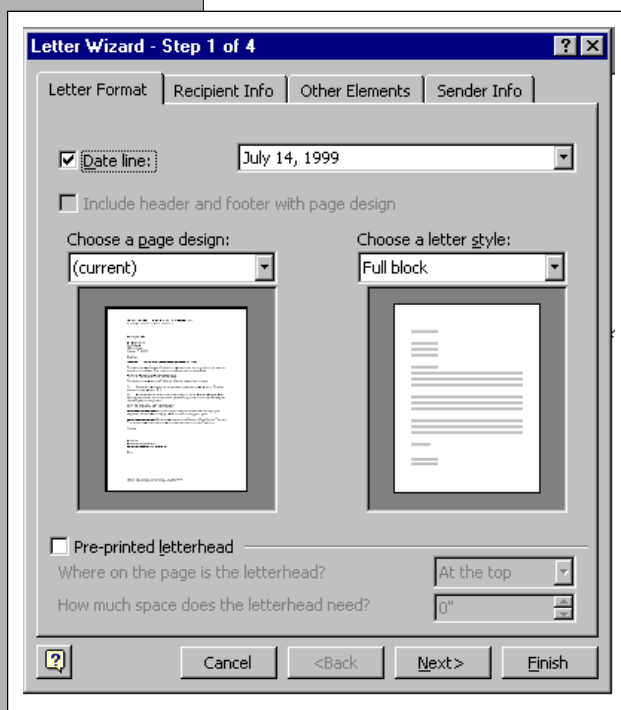 Letter Wizard - Step 1 of 4
Letter Format Recipient Info Other Elements Sender Info
Date line: July 14, 1999
Include header and footer with page design
Choose a page design: Choose a letter style:
(current) Full block
Pre-printed letterhead
Where on the page is the letterhead? At the top
How much space does the letterhead need? 0"
Cancel <Back Next> Finish